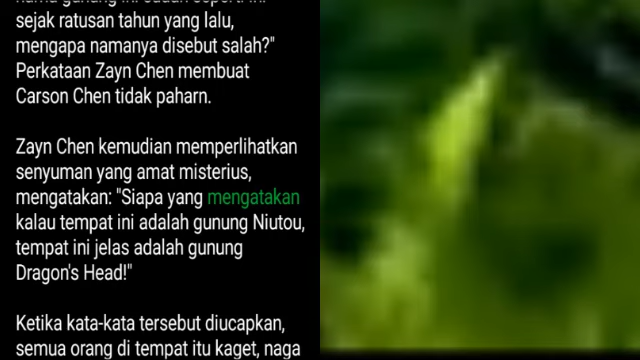 sejak ratusan tahun yang lalu,
mengapa namanya disebut salah?"
Perkataan Zayn Chen membuat
Carson Chen tidak paharn.
Zayn Chen kemudian memperlihatkan
senyuman yang amat misterius,
mengatakan: "Siapa yang mengatakan
kalau tempat ini adalah gunung Niutou,
tempat ini jelas adalah gunung
Dragon's Head!"
Ketika kata-kata tersebut diucapkan,
semua orang di tempat itu kaget, naga